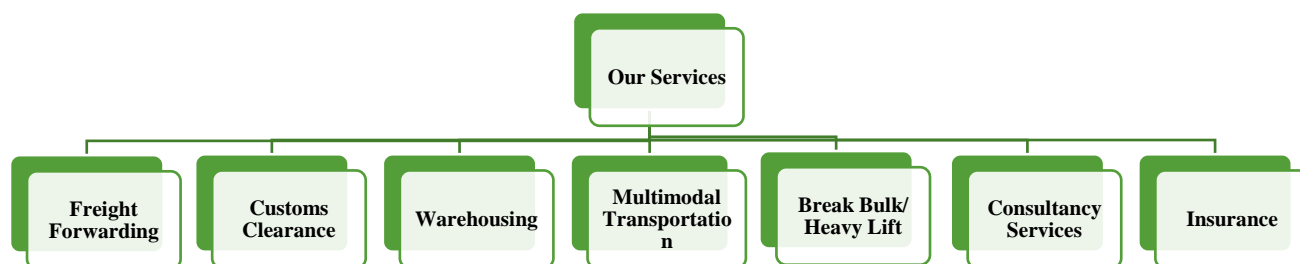 Our Services
Freight
Forwarding
Customs
Clearance
Warehousing
Multimodal
Transportatio
n
Break Bulk/
Heavy Lift
Consultancy
Services
Insurance